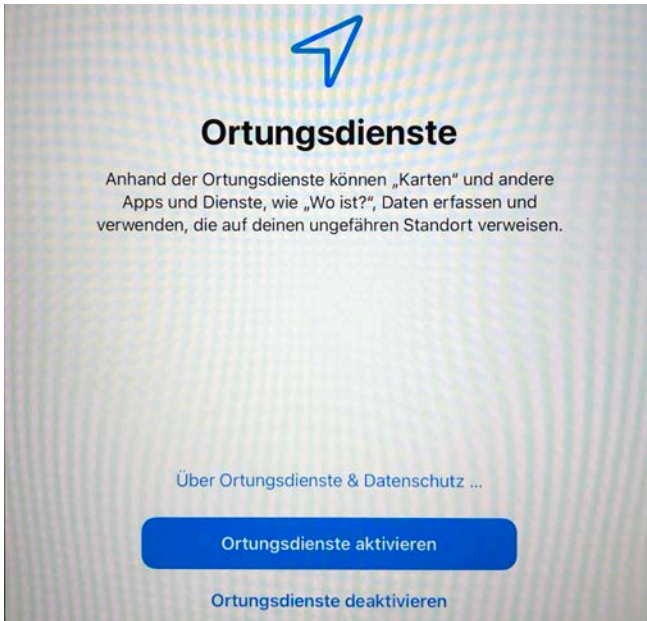 Ortungsdienste
Anhand der Ortungsdienste können „Karten“ und andere
Apps und Dienste, wie „Wo ist?“, Daten erfassen und
verwenden, die auf deinen ungefähren Standort verweisen.
Über Ortungsdienste & Datenschutz ...
Ortungsdienste aktivieren
Ortungsdienste deaktivieren